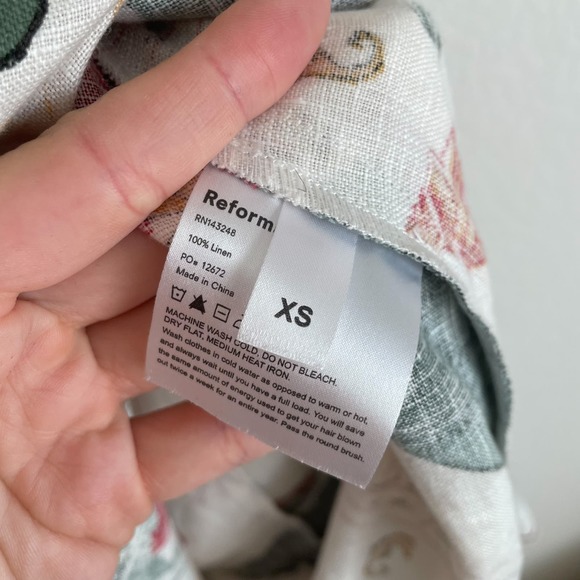 Reform
RN143248
100% Linen
PO# 12672
Made in China
XS
MACHINE WASH COLD, DO NOT BLEACH.
DRY FLAT. MEDIUM HEAT IRON.
Wash clothes in cold water as opposed to warm or hot,
and always wait until you have a full load. You will save
the same amount of energy used to get your hair blown
out twice a week for an entire year. Pass the round brush.